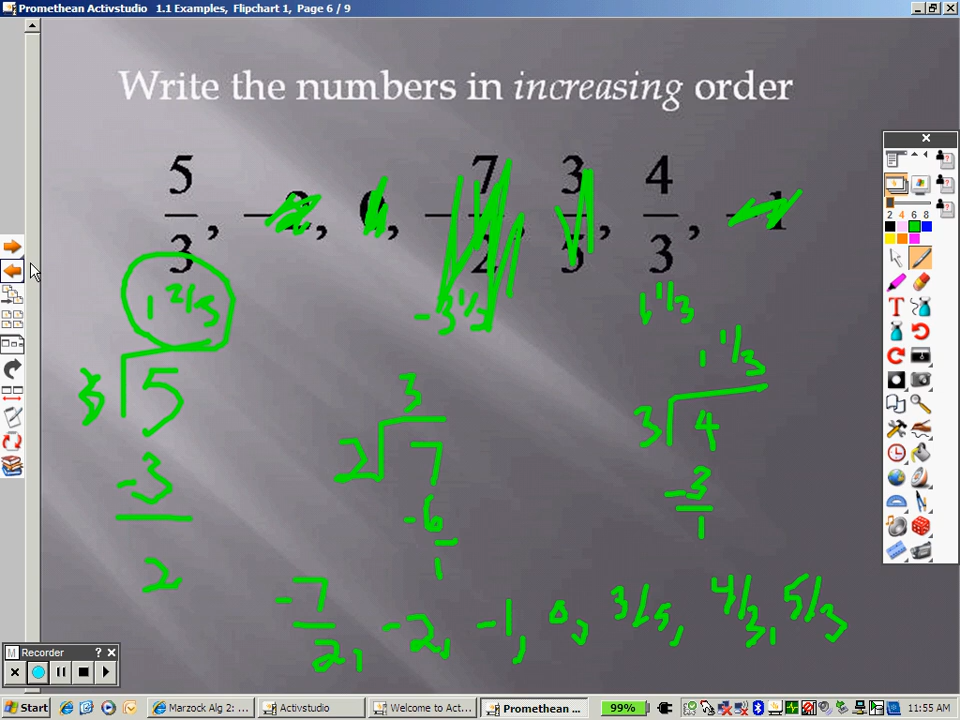 Promethean Activstudio 1.1 Examples, Flipchart 1, Page 6 / 9
Write the numbers in increasing order
5/3, -2, 0, -7/2, 3/5, 4/3, -1
1 2/3
-3 1/2
1 1/3
1 1/3
3
3 5
2 7
3 4
-3
-6
-3
2
1
1
-7/2, -2, -1, 0, 3/5, 4/3, 5/3
2 4 6 8
T
M Recorder ? ×
Start
Marzock Alg 2: ...
Activstudio
Welcome to Act...
Promethean ...
99%
11:55 AM